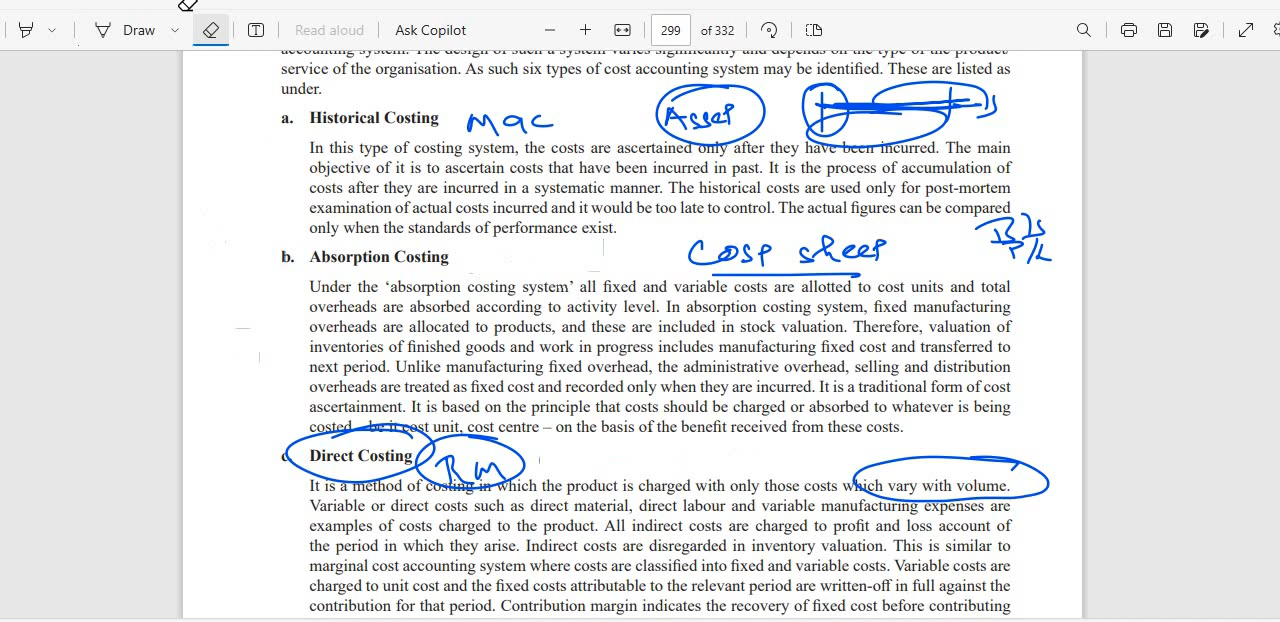 Draw
Read aloud
Ask Copilot
299 of 332
accounting system. The design of such a system varies significantly and depends on the type of the product
service of the organisation. As such six types of cost accounting system may be identified. These are listed as
under.
a. Historical Costing
Mac
Asset
In this type of costing system, the costs are ascertained only after they have been incurred. The main
objective of it is to ascertain costs that have been incurred in past. It is the process of accumulation of
costs after they are incurred in a systematic manner. The historical costs are used only for post-mortem
examination of actual costs incurred and it would be too late to control. The actual figures can be compared
only when the standards of performance exist.
Cost sheet
B/S
P/L
b. Absorption Costing
Under the ‘absorption costing system’ all fixed and variable costs are allotted to cost units and total
overheads are absorbed according to activity level. In absorption costing system, fixed manufacturing
overheads are allocated to products, and these are included in stock valuation. Therefore, valuation of
inventories of finished goods and work in progress includes manufacturing fixed cost and transferred to
next period. Unlike manufacturing fixed overhead, the administrative overhead, selling and distribution
overheads are treated as fixed cost and recorded only when they are incurred. It is a traditional form of cost
ascertainment. It is based on the principle that costs should be charged or absorbed to whatever is being
costed – be it cost unit, cost centre – on the basis of the benefit received from these costs.
c. Direct Costing
RM
It is a method of costing in which the product is charged with only those costs which vary with volume.
Variable or direct costs such as direct material, direct labour and variable manufacturing expenses are
examples of costs charged to the product. All indirect costs are charged to profit and loss account of
the period in which they arise. Indirect costs are disregarded in inventory valuation. This is similar to
marginal cost accounting system where costs are classified into fixed and variable costs. Variable costs are
charged to unit cost and the fixed costs attributable to the relevant period are written-off in full against the
contribution for that period. Contribution margin indicates the recovery of fixed cost before contributing